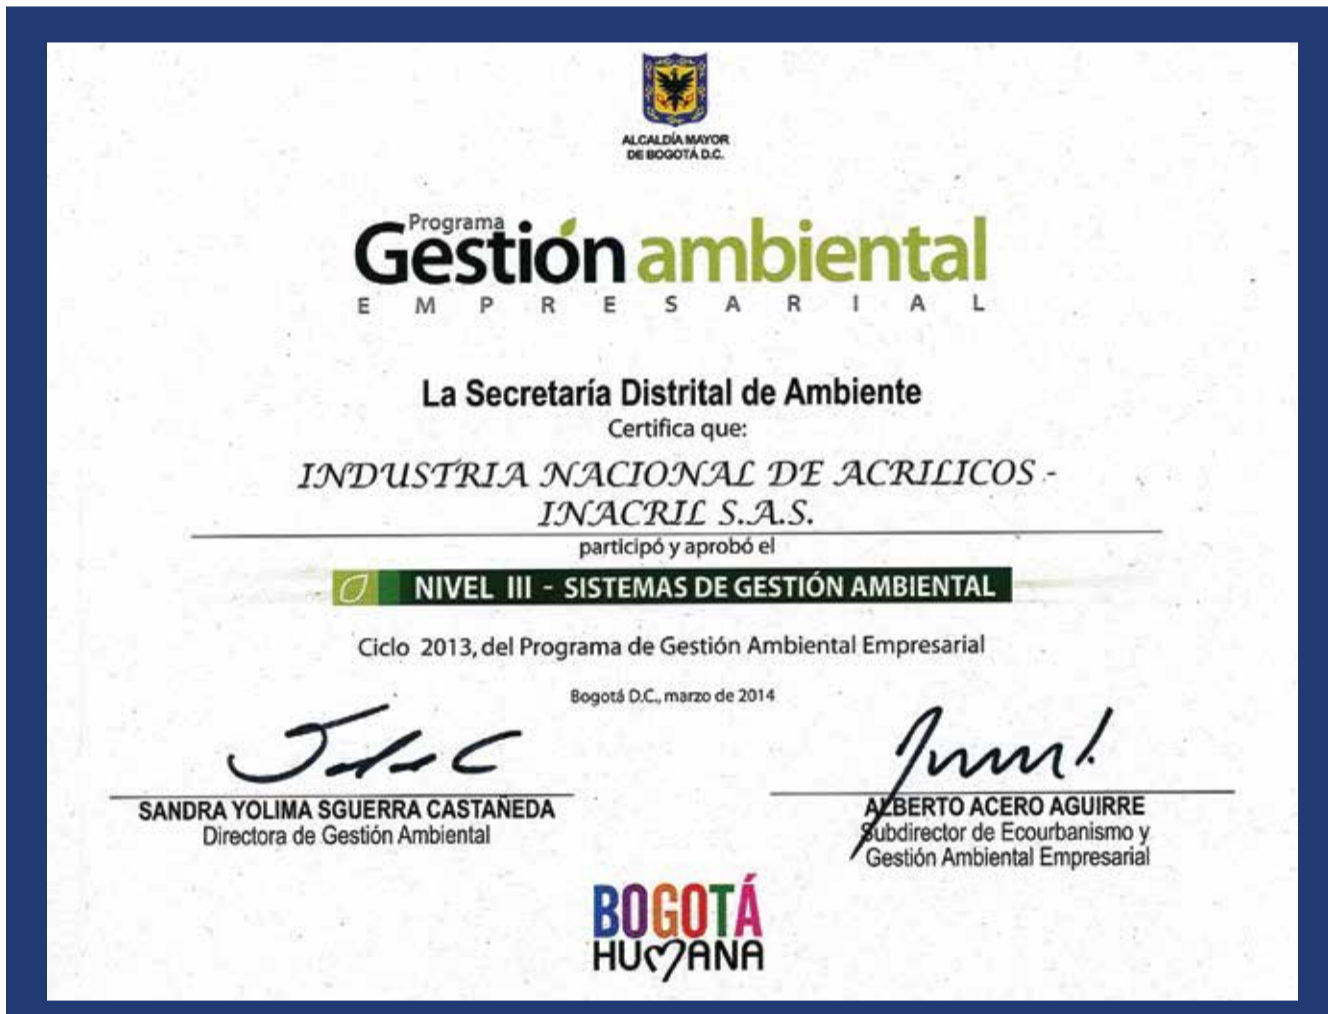 ALCALDÍA MAYOR
DE BOGOTÁ D.C.
Programa
Gestión ambiental
EMPRESARIAL
La Secretaría Distrital de Ambiente
Certifica que:
INDUSTRIA NACIONAL DE ACRILICOS -
INACRIL S.A.S.
participó y aprobó el
NIVEL III - SISTEMAS DE GESTIÓN AMBIENTAL
Ciclo 2013, del Programa de Gestión Ambiental Empresarial
Bogotá D.C., marzo de 2014
SANDRA YOLIMA SGUERRA CASTAÑEDA
Directora de Gestión Ambiental
ALBERTO ACERO AGUIRRE
Subdirector de Ecourbanismo y
Gestión Ambiental Empresarial
BOGOTÁ
HUMANA